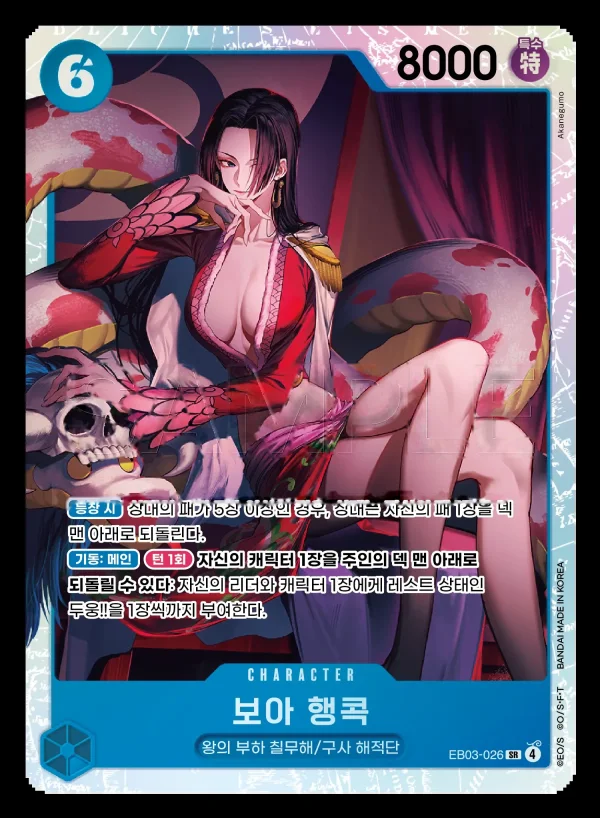 6
8000
특수
特
Akanegumo
SAMPLE
등장 시 상대의 패가 5장 이상인 경우, 상대는 자신의 패 1장을 덱
맨 아래로 되돌린다.
기동: 메인 턴 1회 자신의 캐릭터 1장을 주인의 덱 맨 아래로
되돌릴 수 있다: 자신의 리더와 캐릭터 1장에게 레스트 상태인
두웅!!을 1장씩까지 부여한다.
CHARACTER
보아 행콕
왕의 부하 칠무해/구사 해적단
EB03-026 SR 4
©EO/S ©O/S·F·T BANDAI MADE IN KOREA